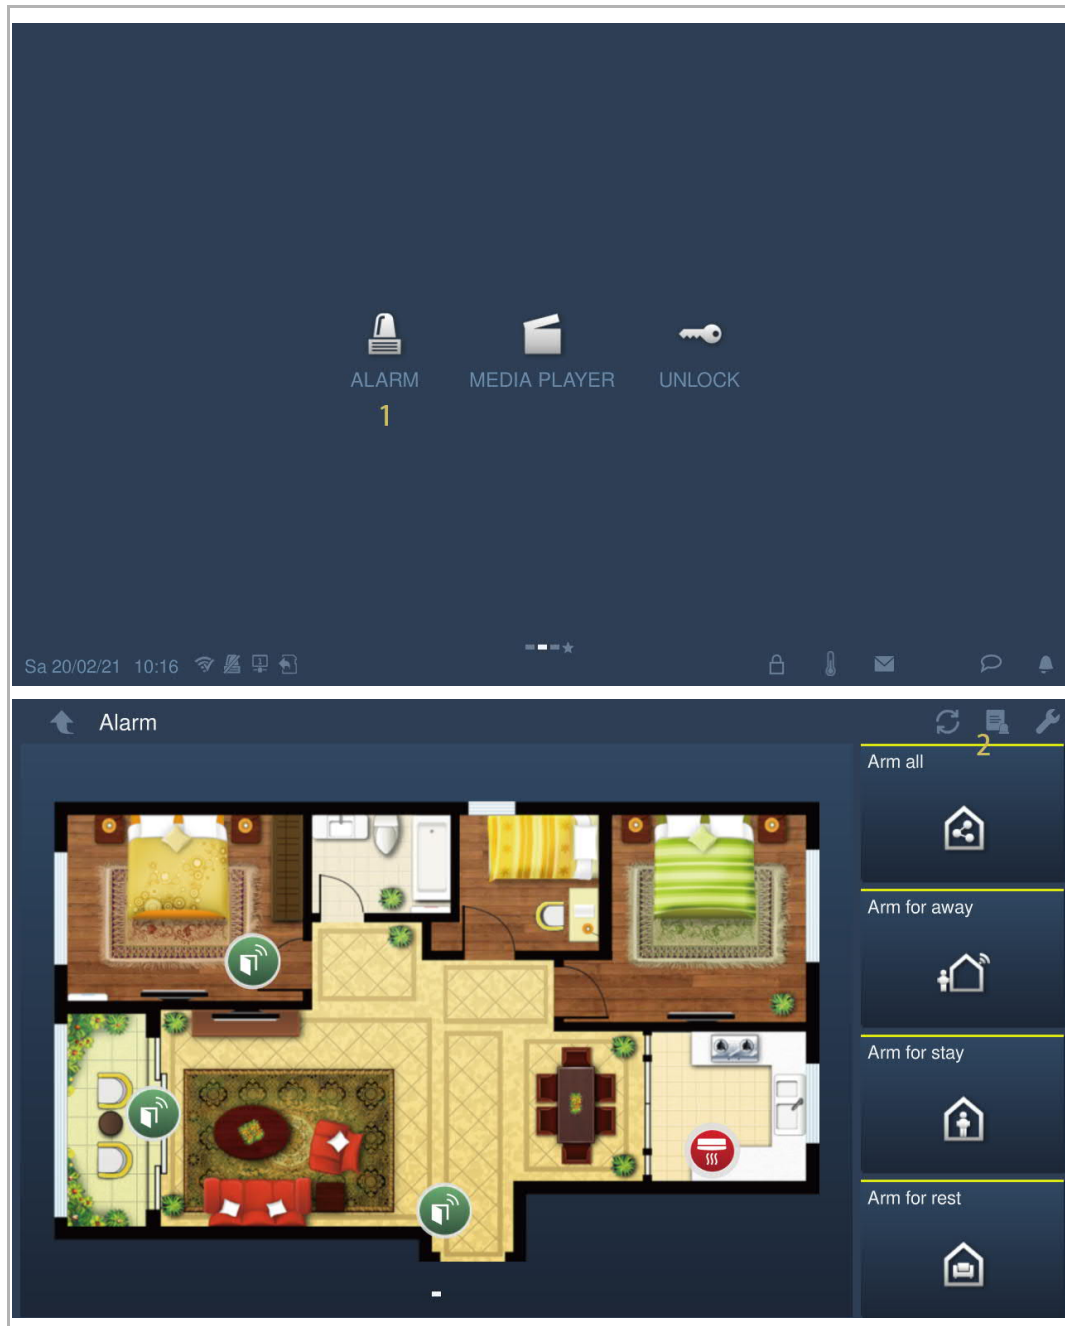 ALARM MEDIA PLAYER UNLOCK
1
Sa 20/02/21 10:16
Alarm
2
Arm all
Arm for away
Arm for stay
Arm for rest